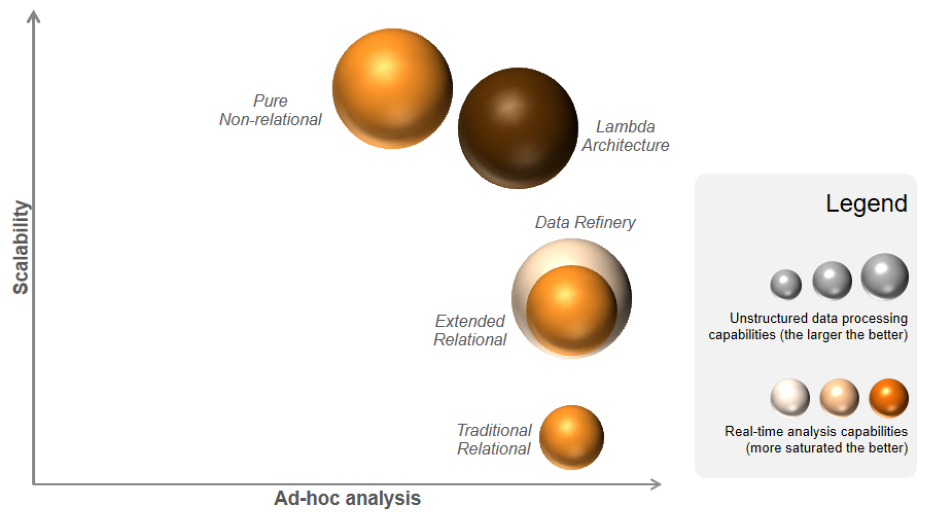 Pure
Non-relational
Lambda
Architecture
Data Refinery
Extended
Relational
Traditional
Relational
Scalability
Ad-hoc analysis
Legend
Unstructured data processing
capabilities (the larger the better)
Real-time analysis capabilities
(more saturated the better)